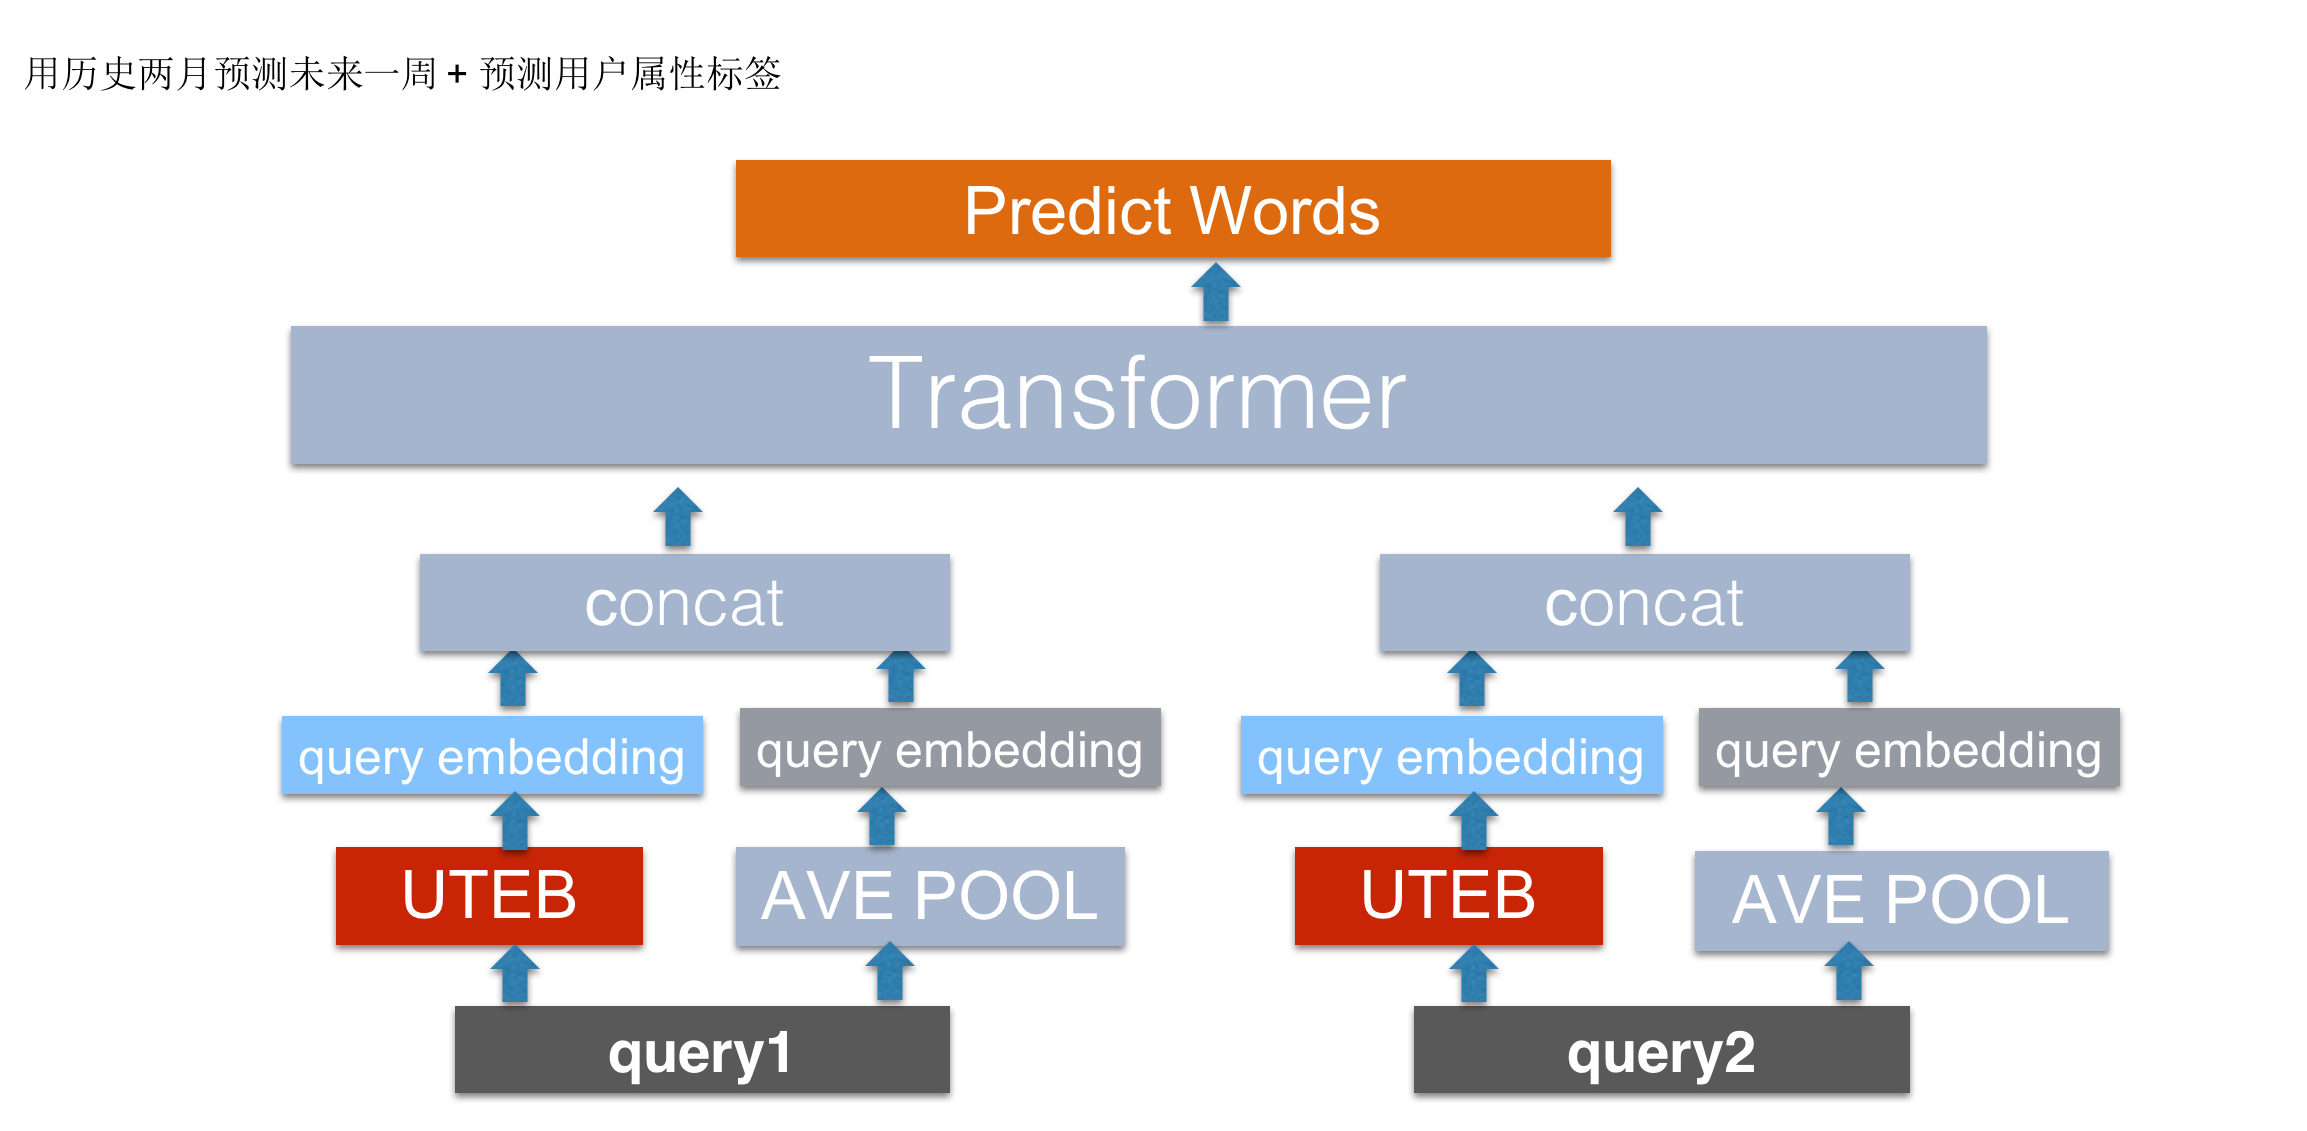 用历史两月预测未来一周 + 预测用户属性标签
Predict Words
Transformer
concat
concat
query embedding
query embedding
query embedding
query embedding
UTEB
AVE POOL
UTEB
AVE POOL
query1
query2